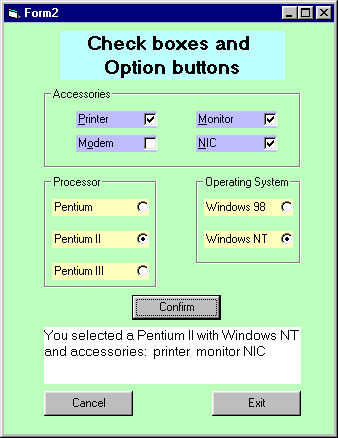 Form2
Check boxes and
Option buttons
Accessories
Printer Monitor
Modem NIC
Processor Operating System
Pentium Windows 98
Pentium II Windows NT
Pentium III
Confirm
You selected a Pentium II with Windows NT
and accessories: printer monitor NIC
Cancel Exit